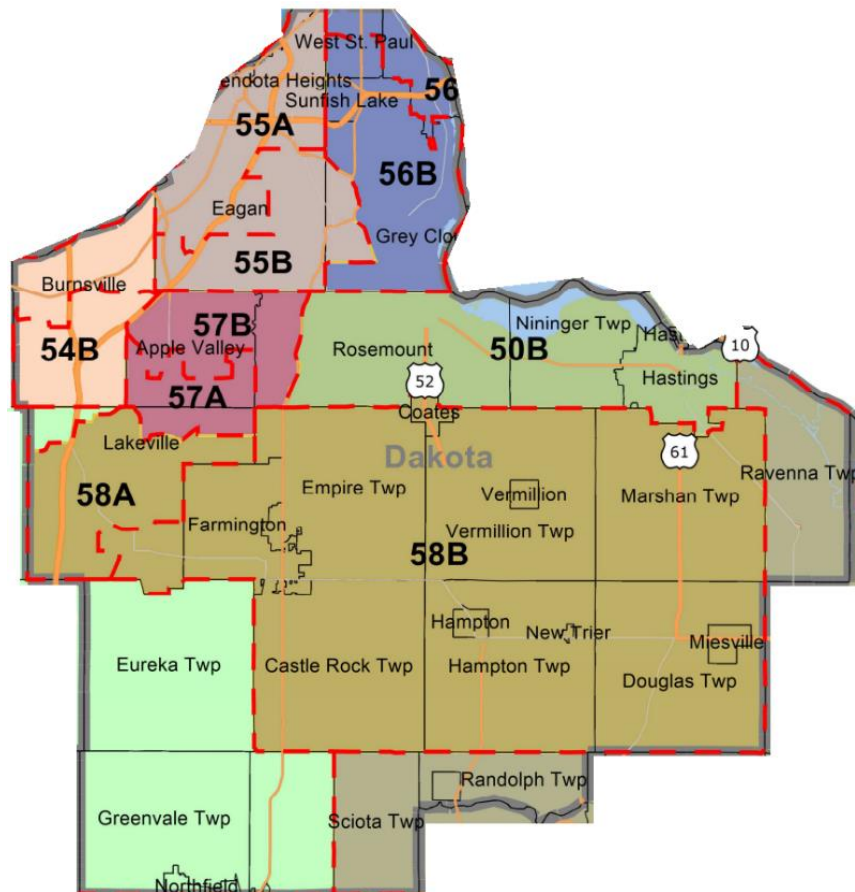 West St. Paul
endota Heights
Sunfish Lake
56
55A
56B
Eagan
Grey Clo
55B
Burnsville
57B
Nininger Twp
Hast
10
54B
Apple Valley
Rosemount
50B
52
Hastings
57A
Coates
Lakeville
Dakota
61
Ravenna Twp
58A
Empire Twp
Vermillion
Marshan Twp
Farmington
Vermillion Twp
58B
Hampton
New Trier
Miesville
Eureka Twp
Castle Rock Twp
Hampton Twp
Douglas Twp
Randolph Twp
Greenvale Twp
Sciota Twp
Northfield